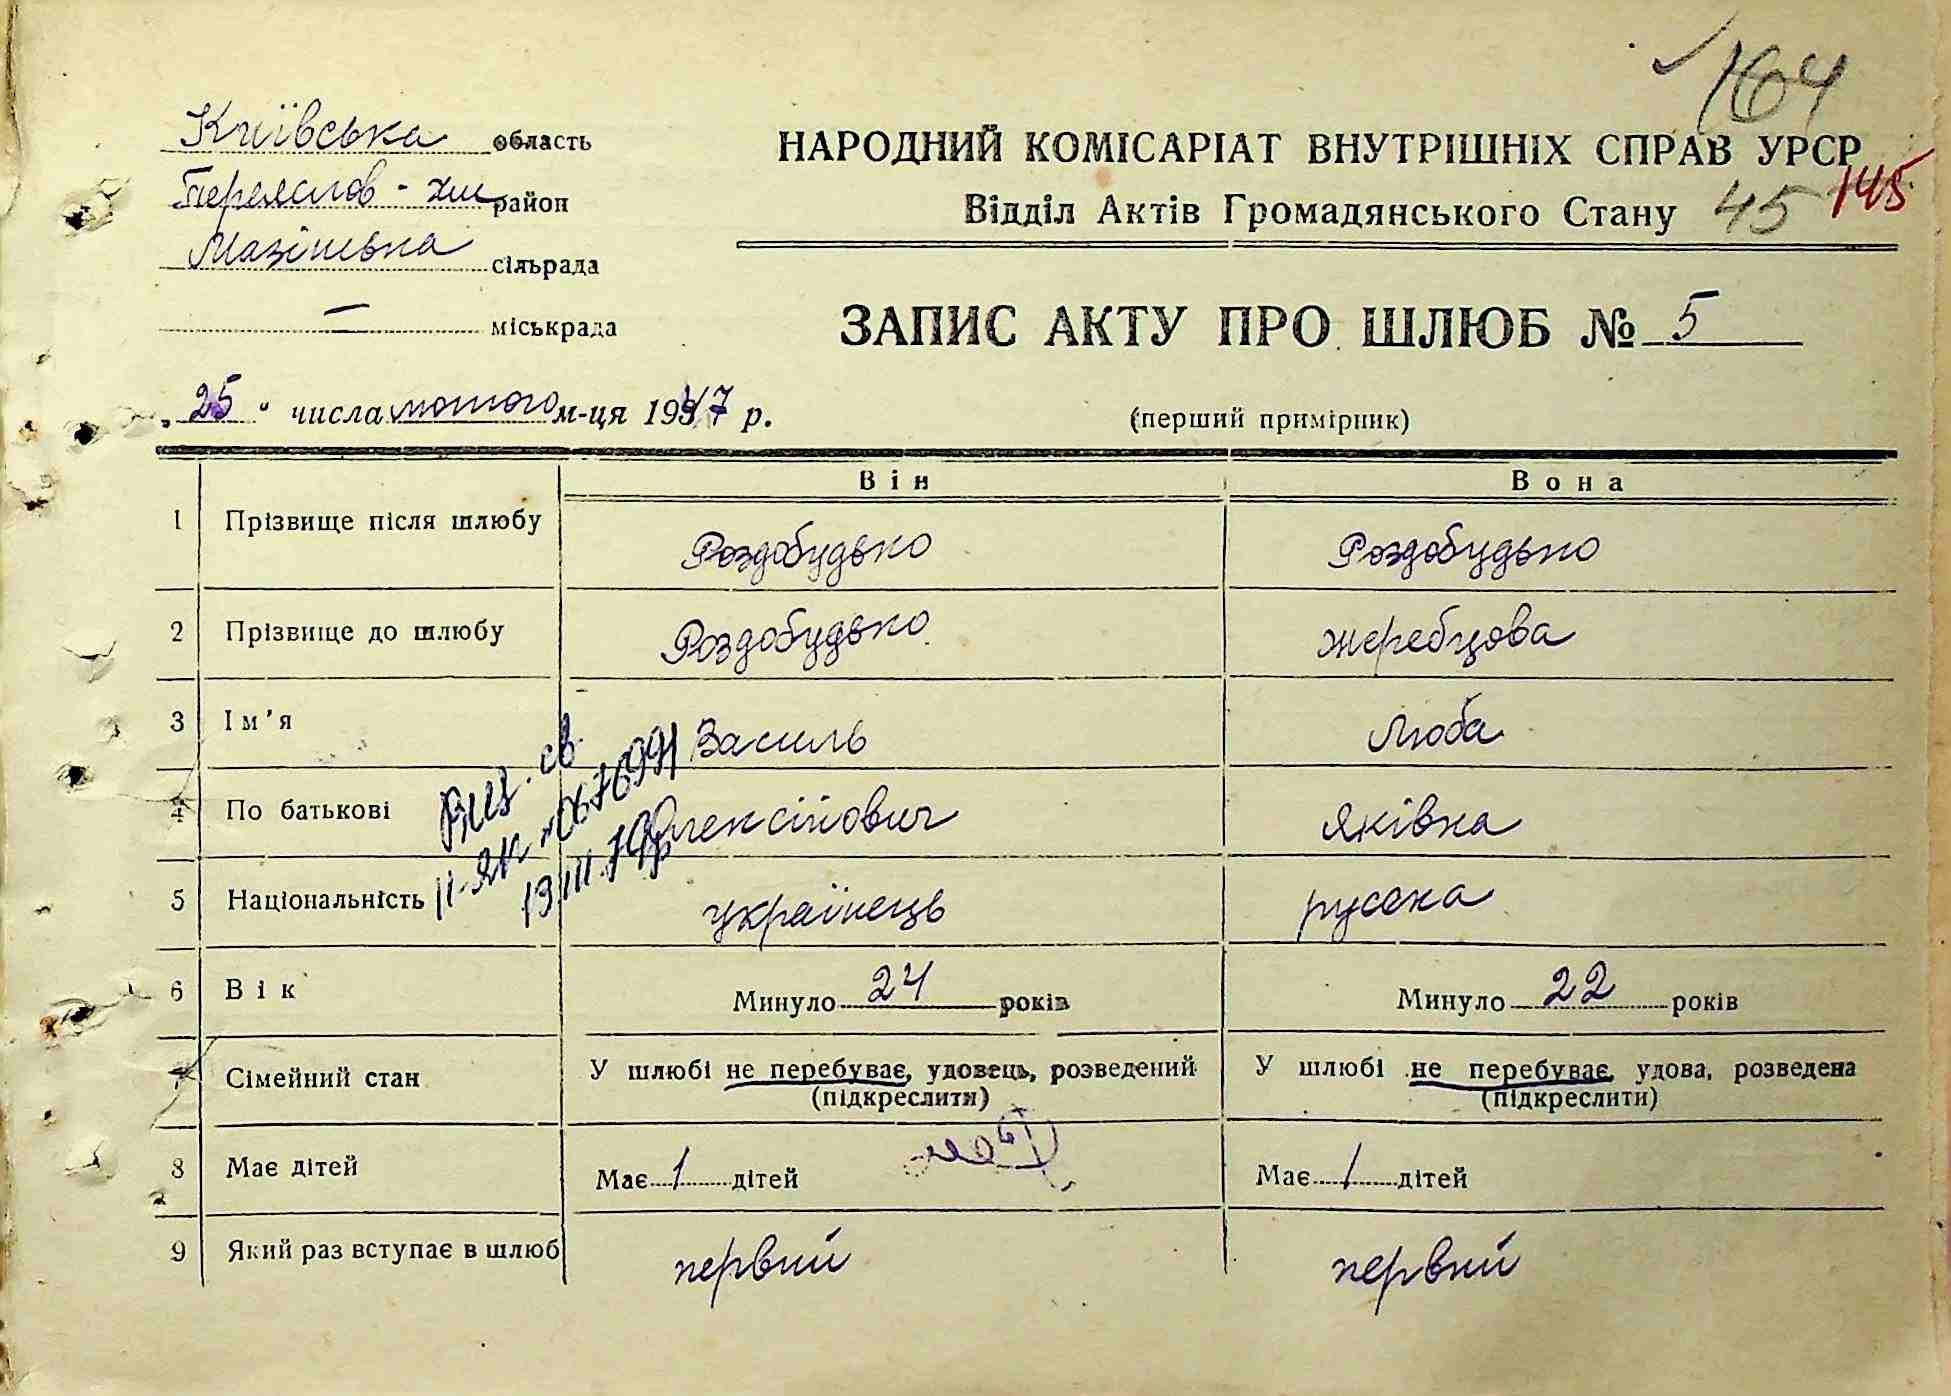 164
Київська область
НАРОДНИЙ КОМІСАРІАТ ВНУТРІШНІХ СПРАВ УРСР
145
Переяслов - хм район
Відділ Актів Громадянського Стану 45
Мазінська сільрада
— міськрада
ЗАПИС АКТУ ПРО ШЛЮБ № 5
„ 25 " числа лютого м-ця 1947 р.
(перший примірник)
Він Вона
1 Прізвище після шлюбу Роздобудько Роздобудько
2 Прізвище до шлюбу Роздобудько Жеребцова
3 Ім'я Василь Люба
4 По батькові Олексійович Яківна
5 Національність українець руська
6 Вік Минуло 24 років Минуло 22 років
7 Сімейний стан У шлюбі не перебуває, удовець, розведений У шлюбі не перебуває, удова, розведена
(підкреслити) (підкреслити)
8 Має дітей Має 1 дітей Має 1 дітей
9 Який раз вступає в шлюб первий первий